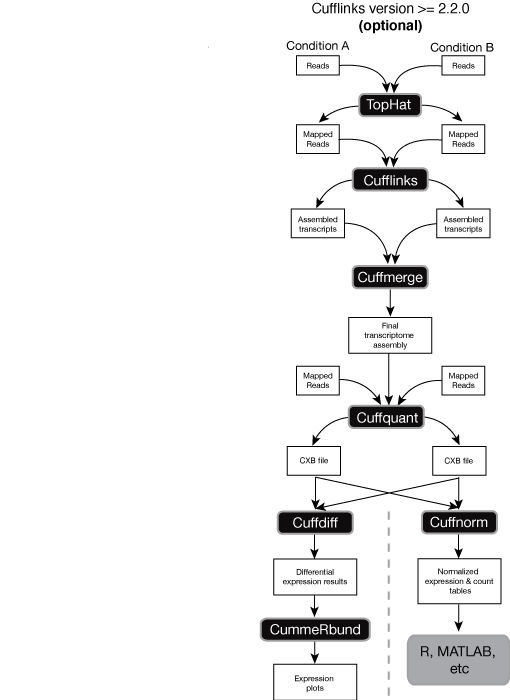 Cufflinks version >= 2.2.0
(optional)
Condition A
Condition B
Reads
Reads
TopHat
Mapped
Reads
Mapped
Reads
Cufflinks
Assembled
transcripts
Assembled
transcripts
Cuffmerge
Final
transcriptome
assembly
Mapped
Reads
Mapped
Reads
Cuffquant
CXB file
CXB file
Cuffdiff
Cuffnorm
Differential
expression results
Normalized
expression & count
tables
CummeRbund
R, MATLAB,
etc
Expression
plots